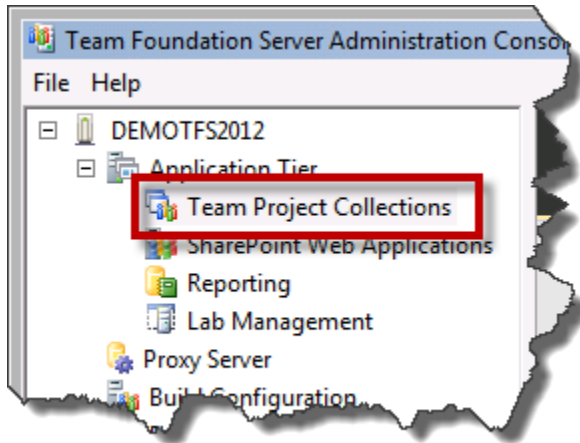 Team Foundation Server Administration Conso
File Help
DEMOTFS2012
Application Tier
Team Project Collections
SharePoint Web Applications
Reporting
Lab Management
Proxy Server
Build Configuration